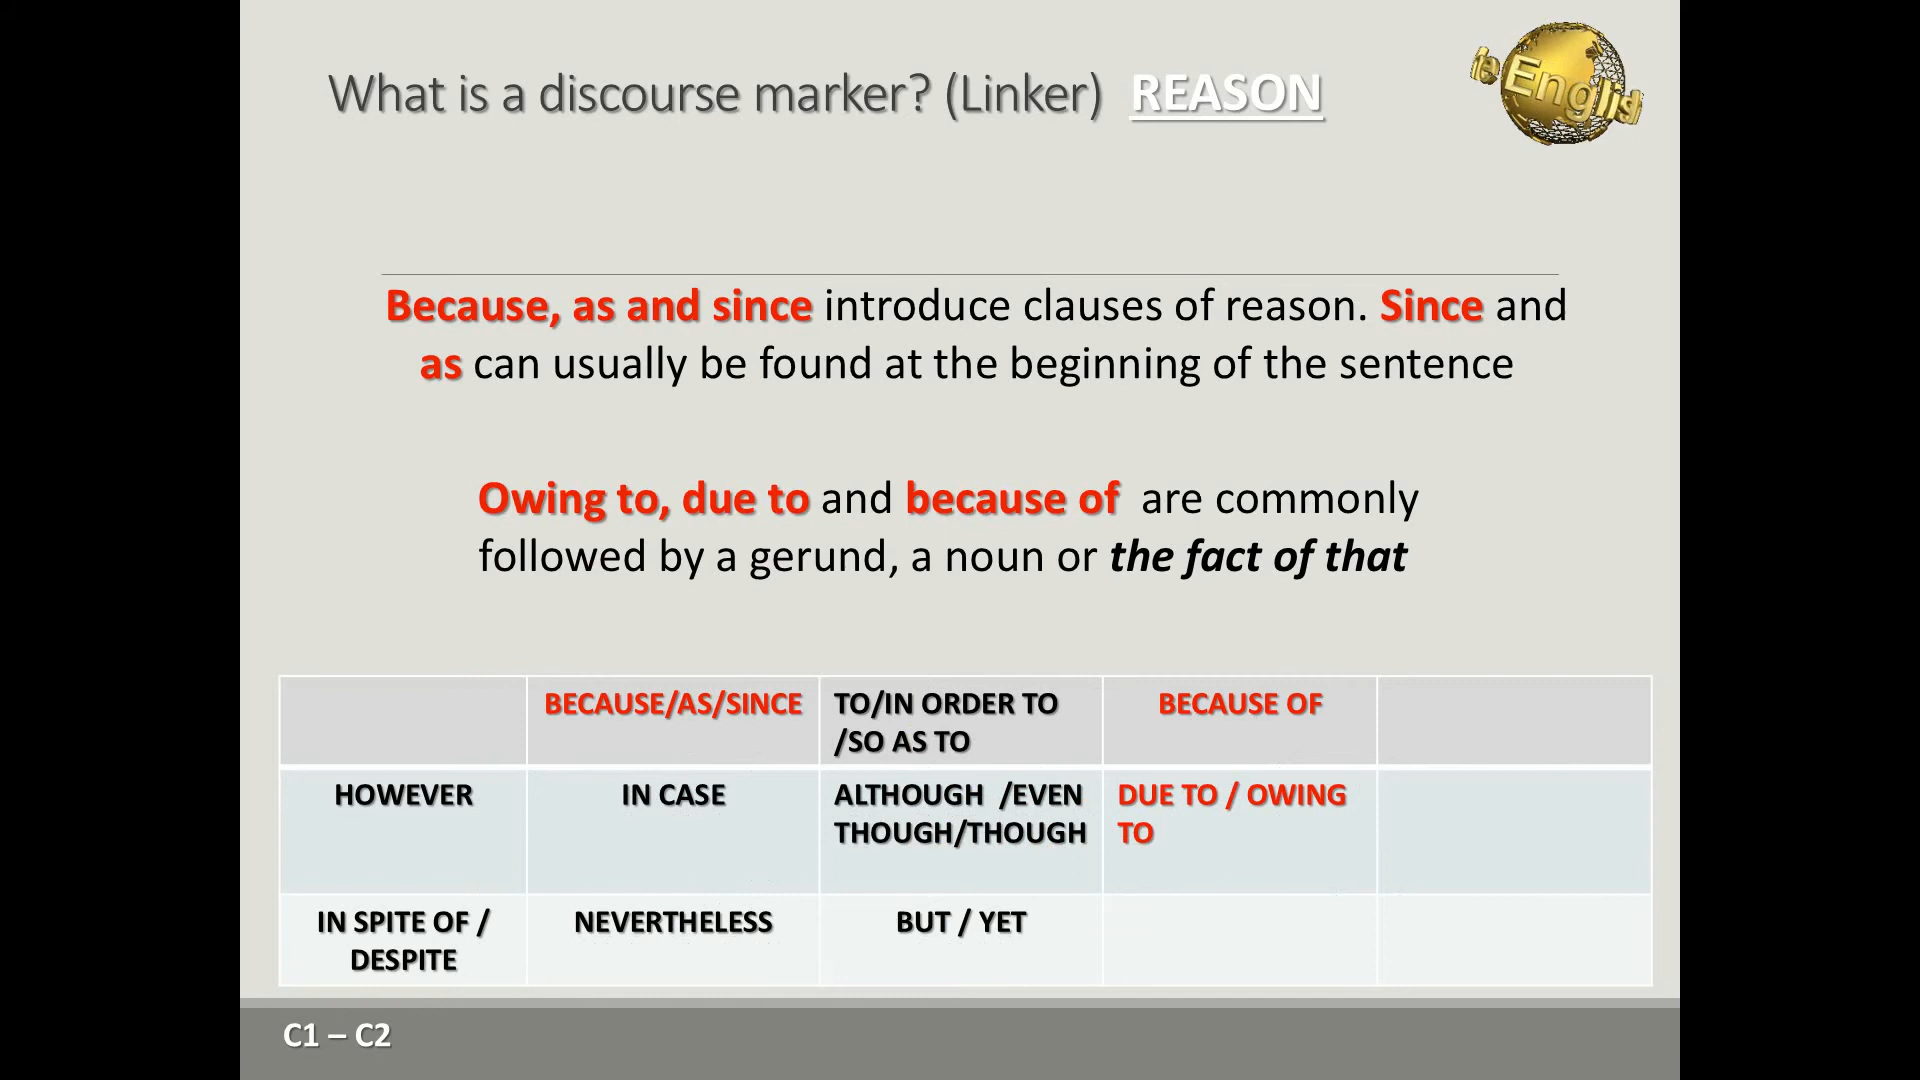 What is a discourse marker? (Linker) REASON
te English
Because, as and since introduce clauses of reason. Since and
as can usually be found at the beginning of the sentence
Owing to, due to and because of are commonly
followed by a gerund, a noun or the fact of that
BECAUSE/AS/SINCE
TO/IN ORDER TO
/SO AS TO
BECAUSE OF
HOWEVER
IN CASE
ALTHOUGH /EVEN
THOUGH/THOUGH
DUE TO / OWING
TO
IN SPITE OF /
DESPITE
NEVERTHELESS
BUT / YET
C1 – C2